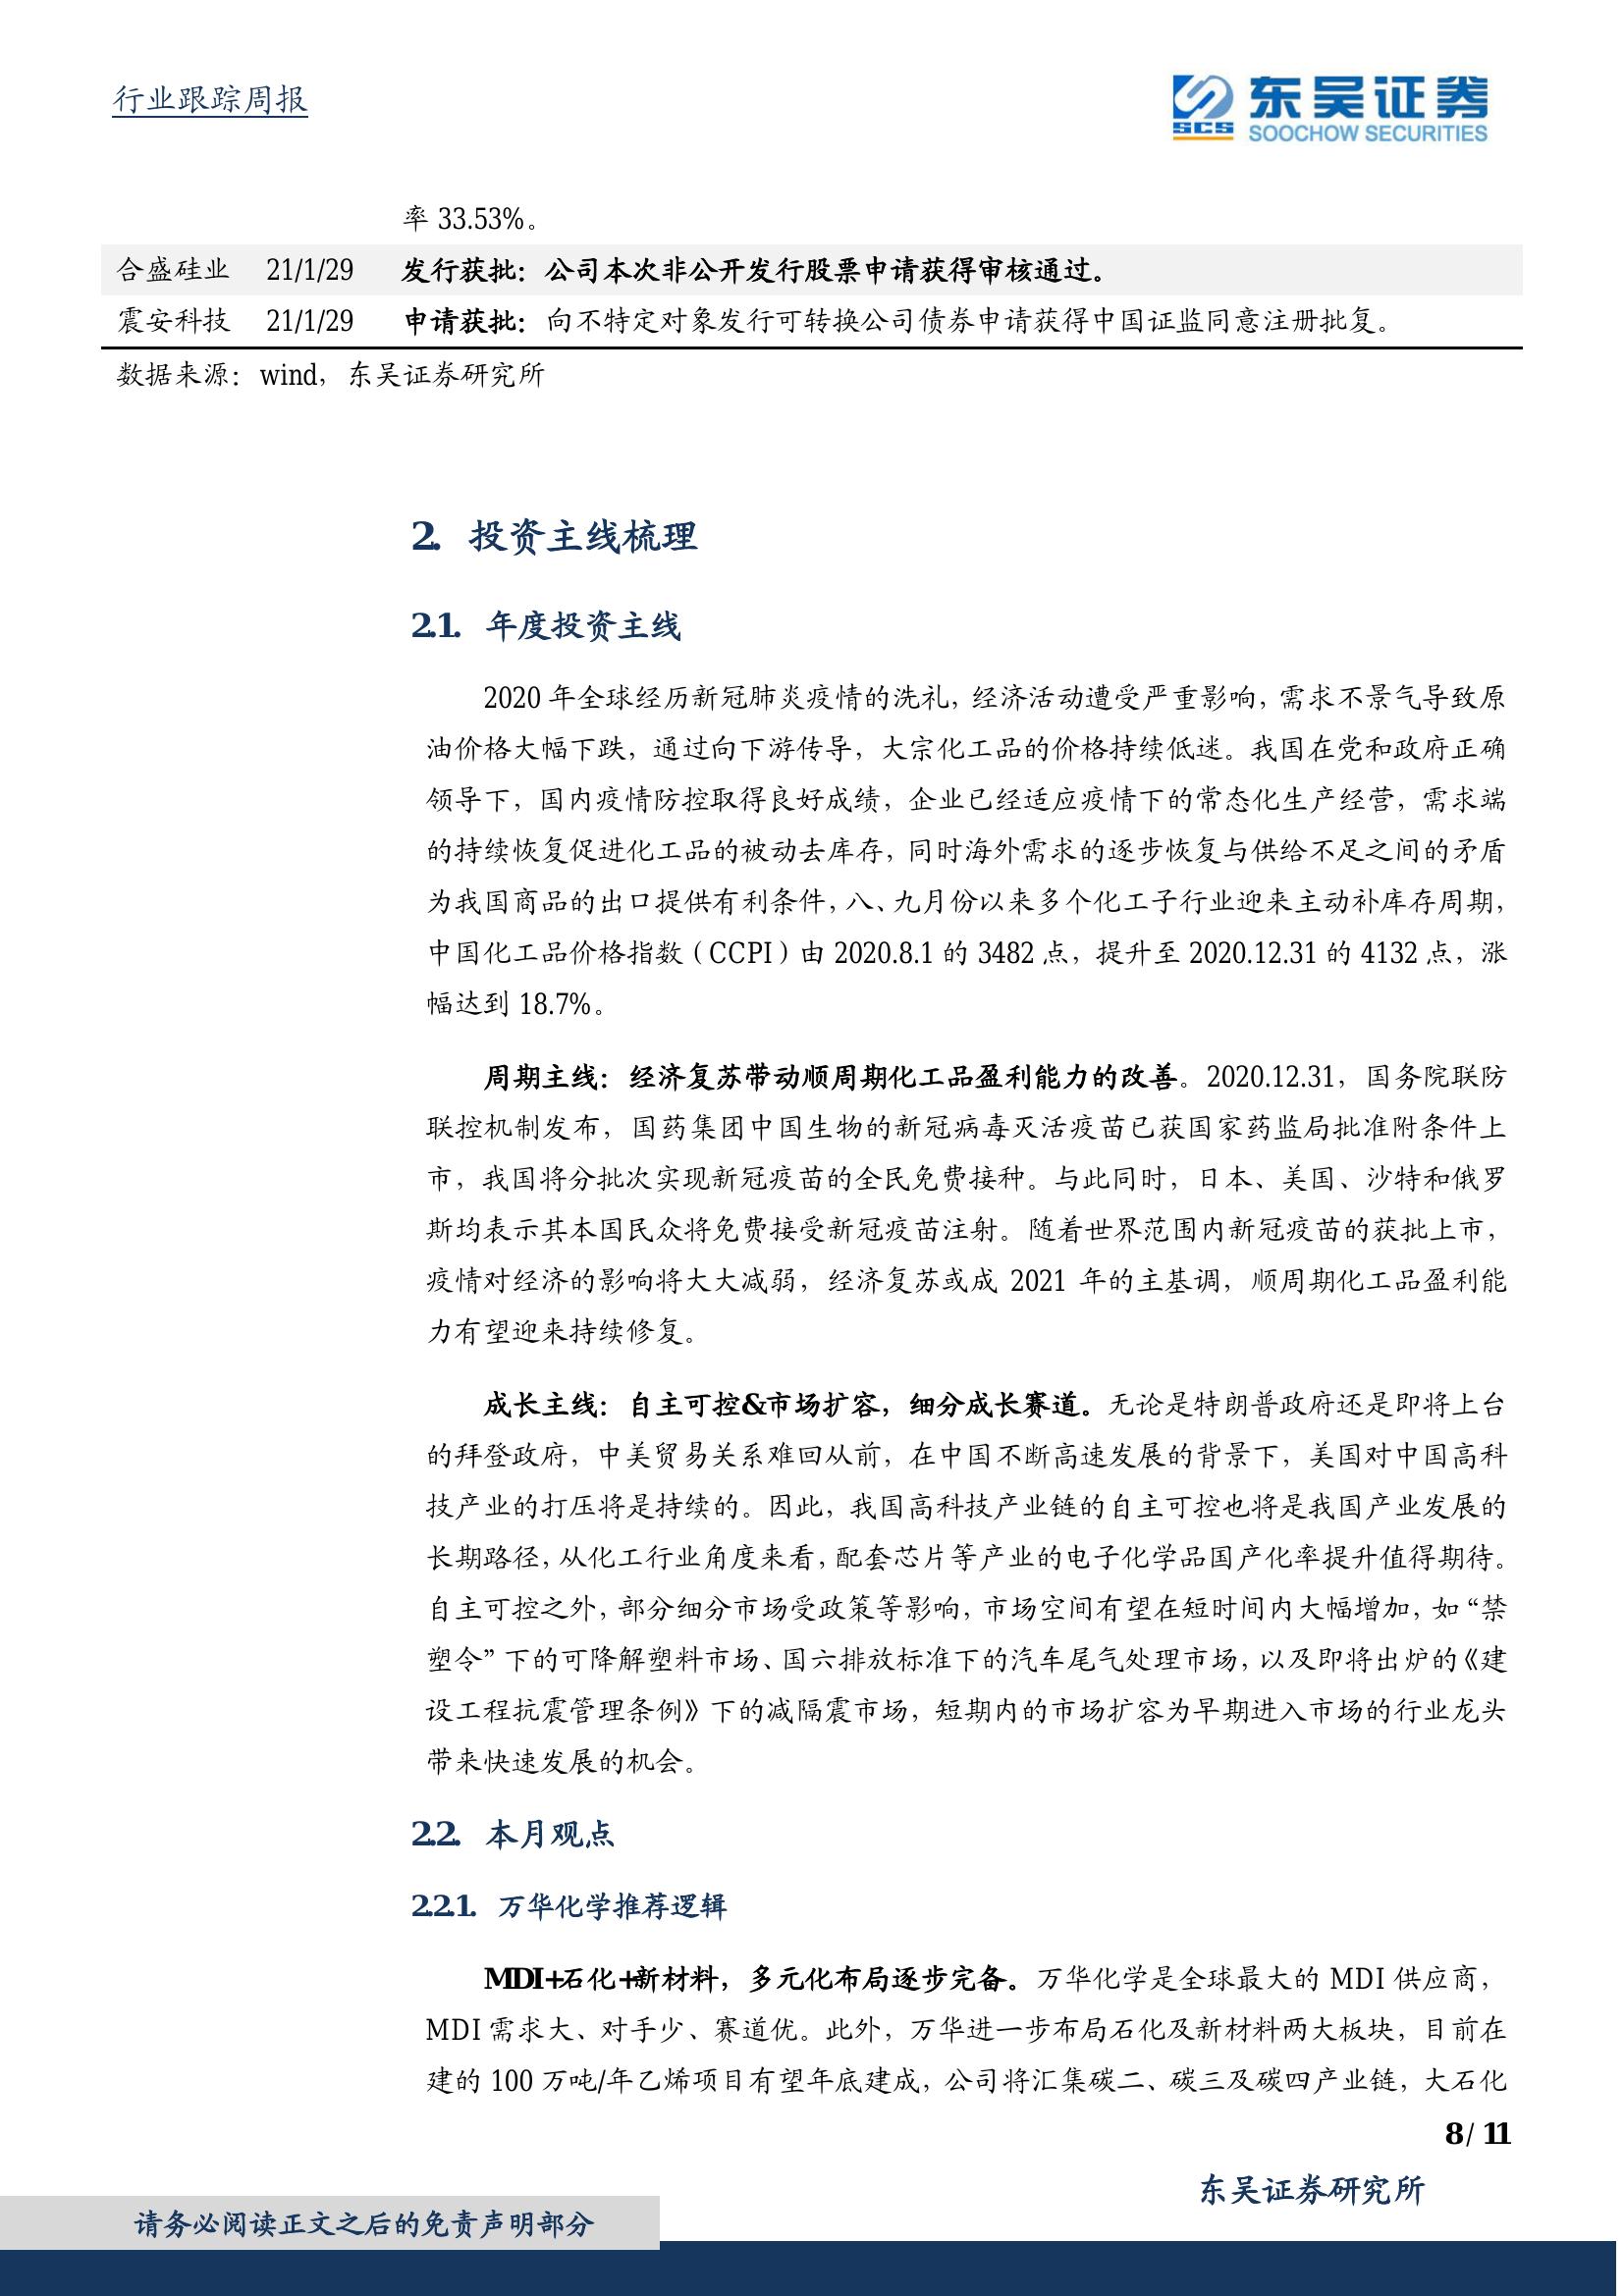 行业跟踪周报
东吴证券
SCS
SOOCHOW SECURITIES
率 33.53%。
合盛硅业 21/1/29 发行获批：公司本次非公开发行股票申请获得审核通过。
震安科技 21/1/29 申请获批：向不特定对象发行可转换公司债券申请获得中国证监同意注册批复。
数据来源：wind，东吴证券研究所
2. 投资主线梳理
2.1. 年度投资主线
2020 年全球经历新冠肺炎疫情的洗礼，经济活动遭受严重影响，需求不景气导致原
油价格大幅下跌，通过向下游传导，大宗化工品的价格持续低迷。我国在党和政府正确
领导下，国内疫情防控取得良好成绩，企业已经适应疫情下的常态化生产经营，需求端
的持续恢复促进化工品的被动去库存，同时海外需求的逐步恢复与供给不足之间的矛盾
为我国商品的出口提供有利条件，八、九月份以来多个化工子行业迎来主动补库存周期，
中国化工品价格指数（CCPI）由 2020.8.1 的 3482 点，提升至 2020.12.31 的 4132 点，涨
幅达到 18.7%。
周期主线：经济复苏带动顺周期化工品盈利能力的改善。2020.12.31，国务院联防
联控机制发布，国药集团中国生物的新冠病毒灭活疫苗已获国家药监局批准附条件上
市，我国将分批次实现新冠疫苗的全民免费接种。与此同时，日本、美国、沙特和俄罗
斯均表示其本国民众将免费接受新冠疫苗注射。随着世界范围内新冠疫苗的获批上市，
疫情对经济的影响将大大减弱，经济复苏或成 2021 年的主基调，顺周期化工品盈利能
力有望迎来持续修复。
成长主线：自主可控&市场扩容，细分成长赛道。无论是特朗普政府还是即将上台
的拜登政府，中美贸易关系难回从前，在中国不断高速发展的背景下，美国对中国高科
技产业的打压将是持续的。因此，我国高科技产业链的自主可控也将是我国产业发展的
长期路径，从化工行业角度来看，配套芯片等产业的电子化学品国产化率提升值得期待。
自主可控之外，部分细分市场受政策等影响，市场空间有望在短时间内大幅增加，如“禁
塑令”下的可降解塑料市场、国六排放标准下的汽车尾气处理市场，以及即将出炉的《建
设工程抗震管理条例》下的减隔震市场，短期内的市场扩容为早期进入市场的行业龙头
带来快速发展的机会。
2.2. 本月观点
2.2.1. 万华化学推荐逻辑
MDI+石化+新材料，多元化布局逐步完备。万华化学是全球最大的 MDI 供应商，
MDI 需求大、对手少、赛道优。此外，万华进一步布局石化及新材料两大板块，目前在
建的 100 万吨/年乙烯项目有望年底建成，公司将汇集碳二、碳三及碳四产业链，大石化
8 / 11
东吴证券研究所
请务必阅读正文之后的免责声明部分